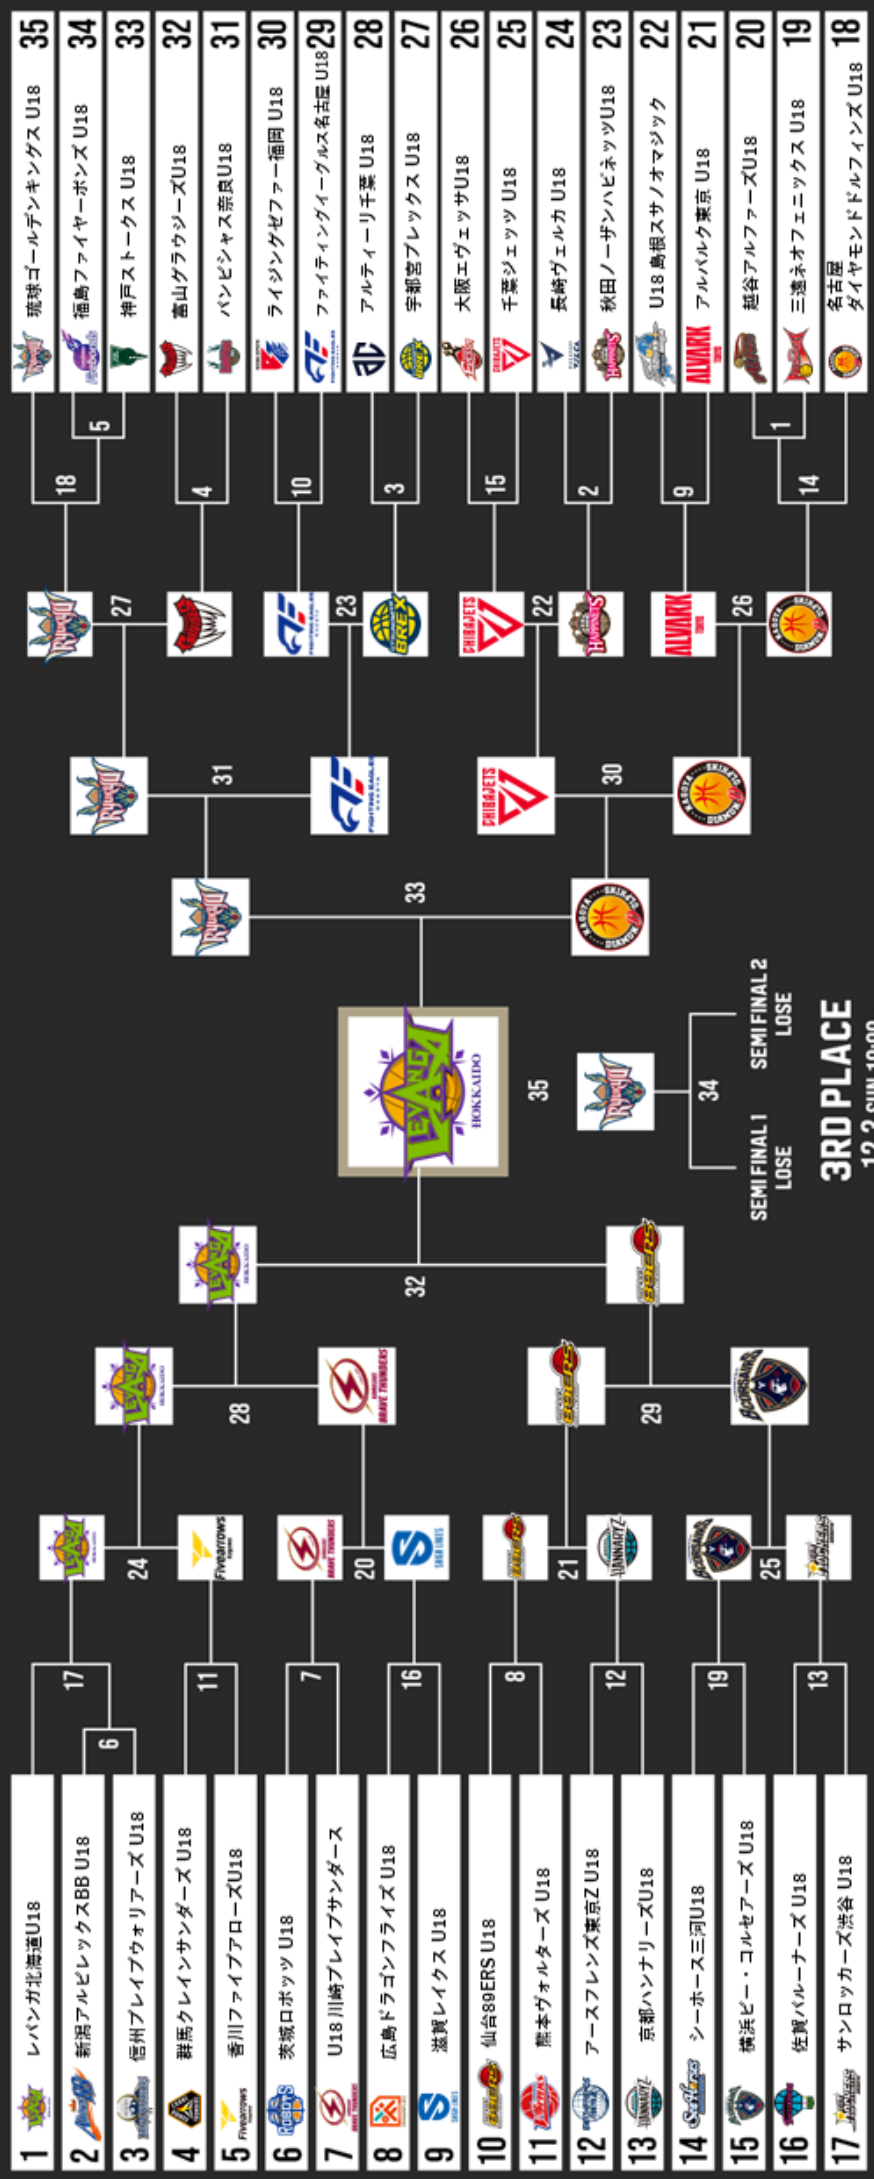 1 レバンガ北海道U18
2 新潟アルビレックスBB U18
3 信州ブレイブウォリアーズ U18
4 群馬クレインサンダーズ U18
5 香川ファイブアローズU18
6 茨城ロボッツ U18
7 U18 川崎ブレイブサンダース
8 広島ドラゴンフライズ U18
9 滋賀レイクス U18
10 仙台89ERS U18
11 熊本ヴォルターズ U18
12 アースフレンズ東京Z U18
13 京都ハンナリーズU18
14 シーホース三河U18
15 横浜ビー・コルセアーズ U18
16 佐賀バルーナーズ U18
17 サンロッカーズ渋谷 U18
6
17
11
7
16
8
12
19
13
24
20
21
25
28
29
32
LEVANGA
HOKKAIDO
35
34
SEMI FINAL 1
LOSE
SEMI FINAL 2
LOSE
3RD PLACE
33
31
30
27
23
22
26
18
5
4
10
3
15
2
9
1
14
琉球ゴールデンキングス U18 35
福島ファイヤーボンズ U18 34
神戸ストークス U18 33
富山グラウジーズU18 32
バンビシャス奈良U18 31
ライジングゼファー福岡 U18 30
ファイティングイーグルス名古屋 U18 29
アルティーリ千葉 U18 28
宇都宮ブレックス U18 27
大阪エヴェッサU18 26
千葉ジェッツ U18 25
長崎ヴェルカ U18 24
秋田ノーザンハピネッツU18 23
U18 島根スサノオマジック 22
アルバルク東京 U18 21
越谷アルファーズU18 20
三遠ネオフェニックス U18 19
名古屋
ダイヤモンドドルフィンズ U18 18